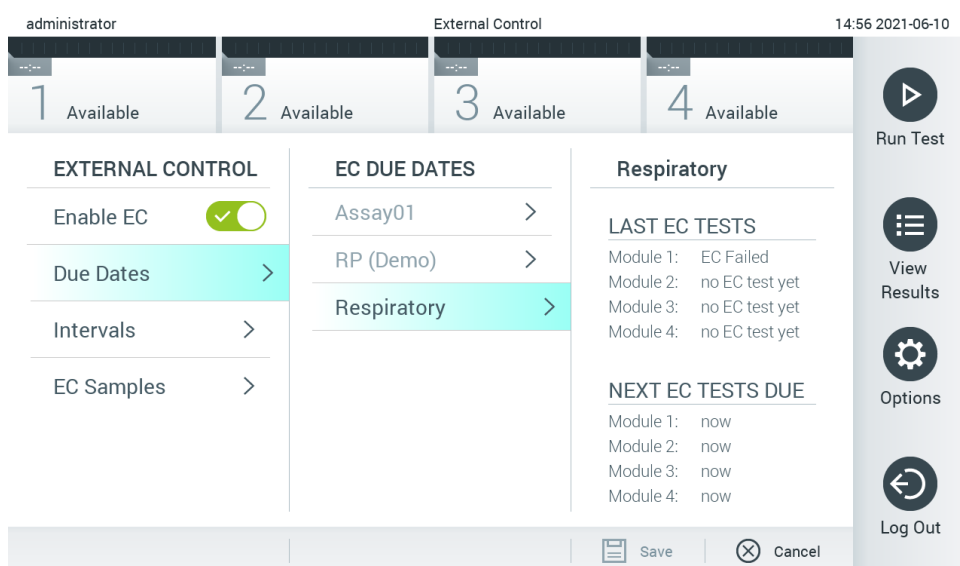 administrator External Control 14:56 2021-06-10
--:-- --:-- --:-- --:--
1 Available 2 Available 3 Available 4 Available
Run Test
View
Results
Options
Log Out
EXTERNAL CONTROL
Enable EC
Due Dates
Intervals
EC Samples
EC DUE DATES
Assay01
RP (Demo)
Respiratory
Respiratory
LAST EC TESTS
Module 1: EC Failed
Module 2: no EC test yet
Module 3: no EC test yet
Module 4: no EC test yet
NEXT EC TESTS DUE
Module 1: now
Module 2: now
Module 3: now
Module 4: now
Save Cancel